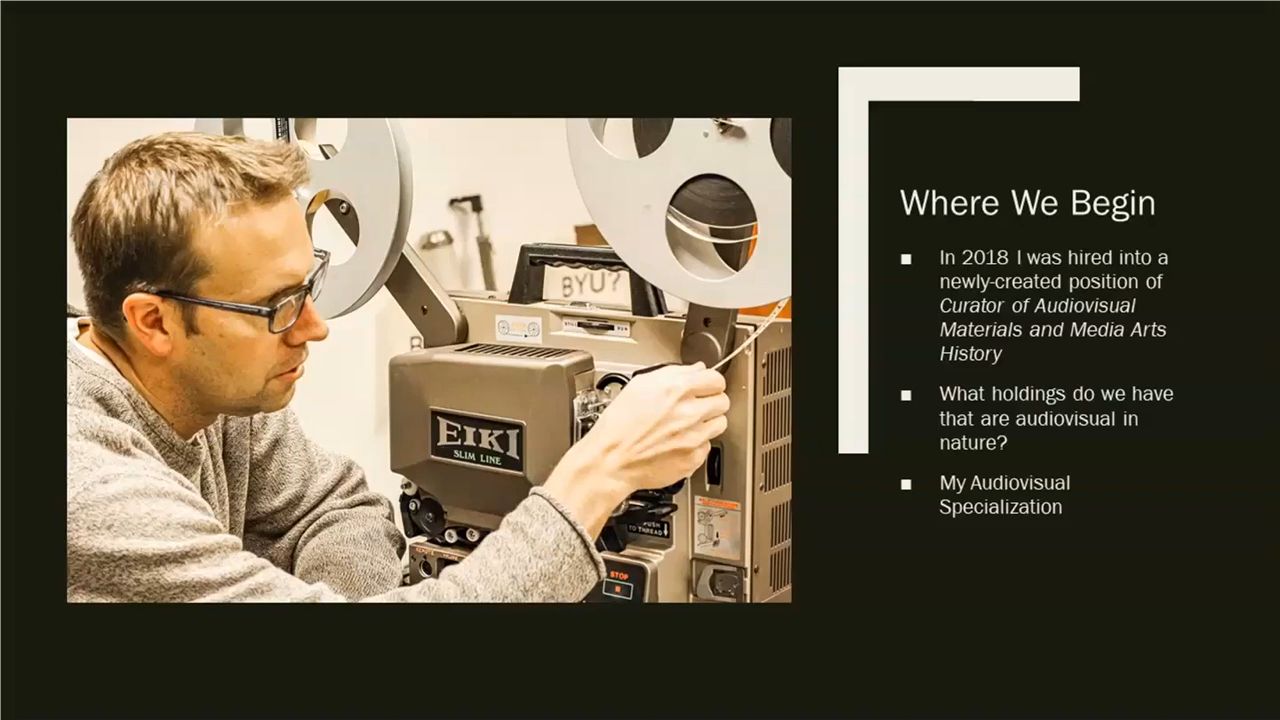 Where We Begin
In 2018 I was hired into a
newly-created position of
Curator of Audiovisual
Materials and Media Arts
History
What holdings do we have
that are audiovisual in
nature?
My Audiovisual
Specialization
BYU?
EIKI
SLIM LINE
PUSH
TO THREAD
STOP